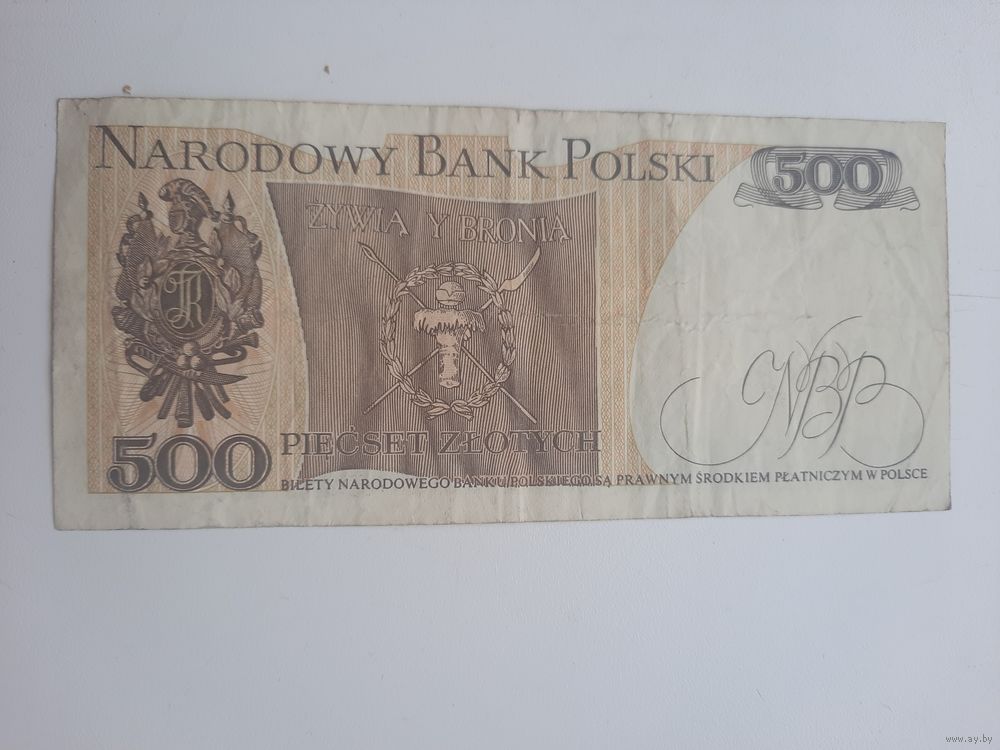 NARODOWY BANK POLSKI
500
ŻYWIĄ Y BRONIĄ
TK
NBP
500
PIĘĆSET ZŁOTYCH
BILETY NARODOWEGO BANKU POLSKIEGO SĄ PRAWNYM ŚRODKIEM PŁATNICZYM W POLSCE
www.ay.by